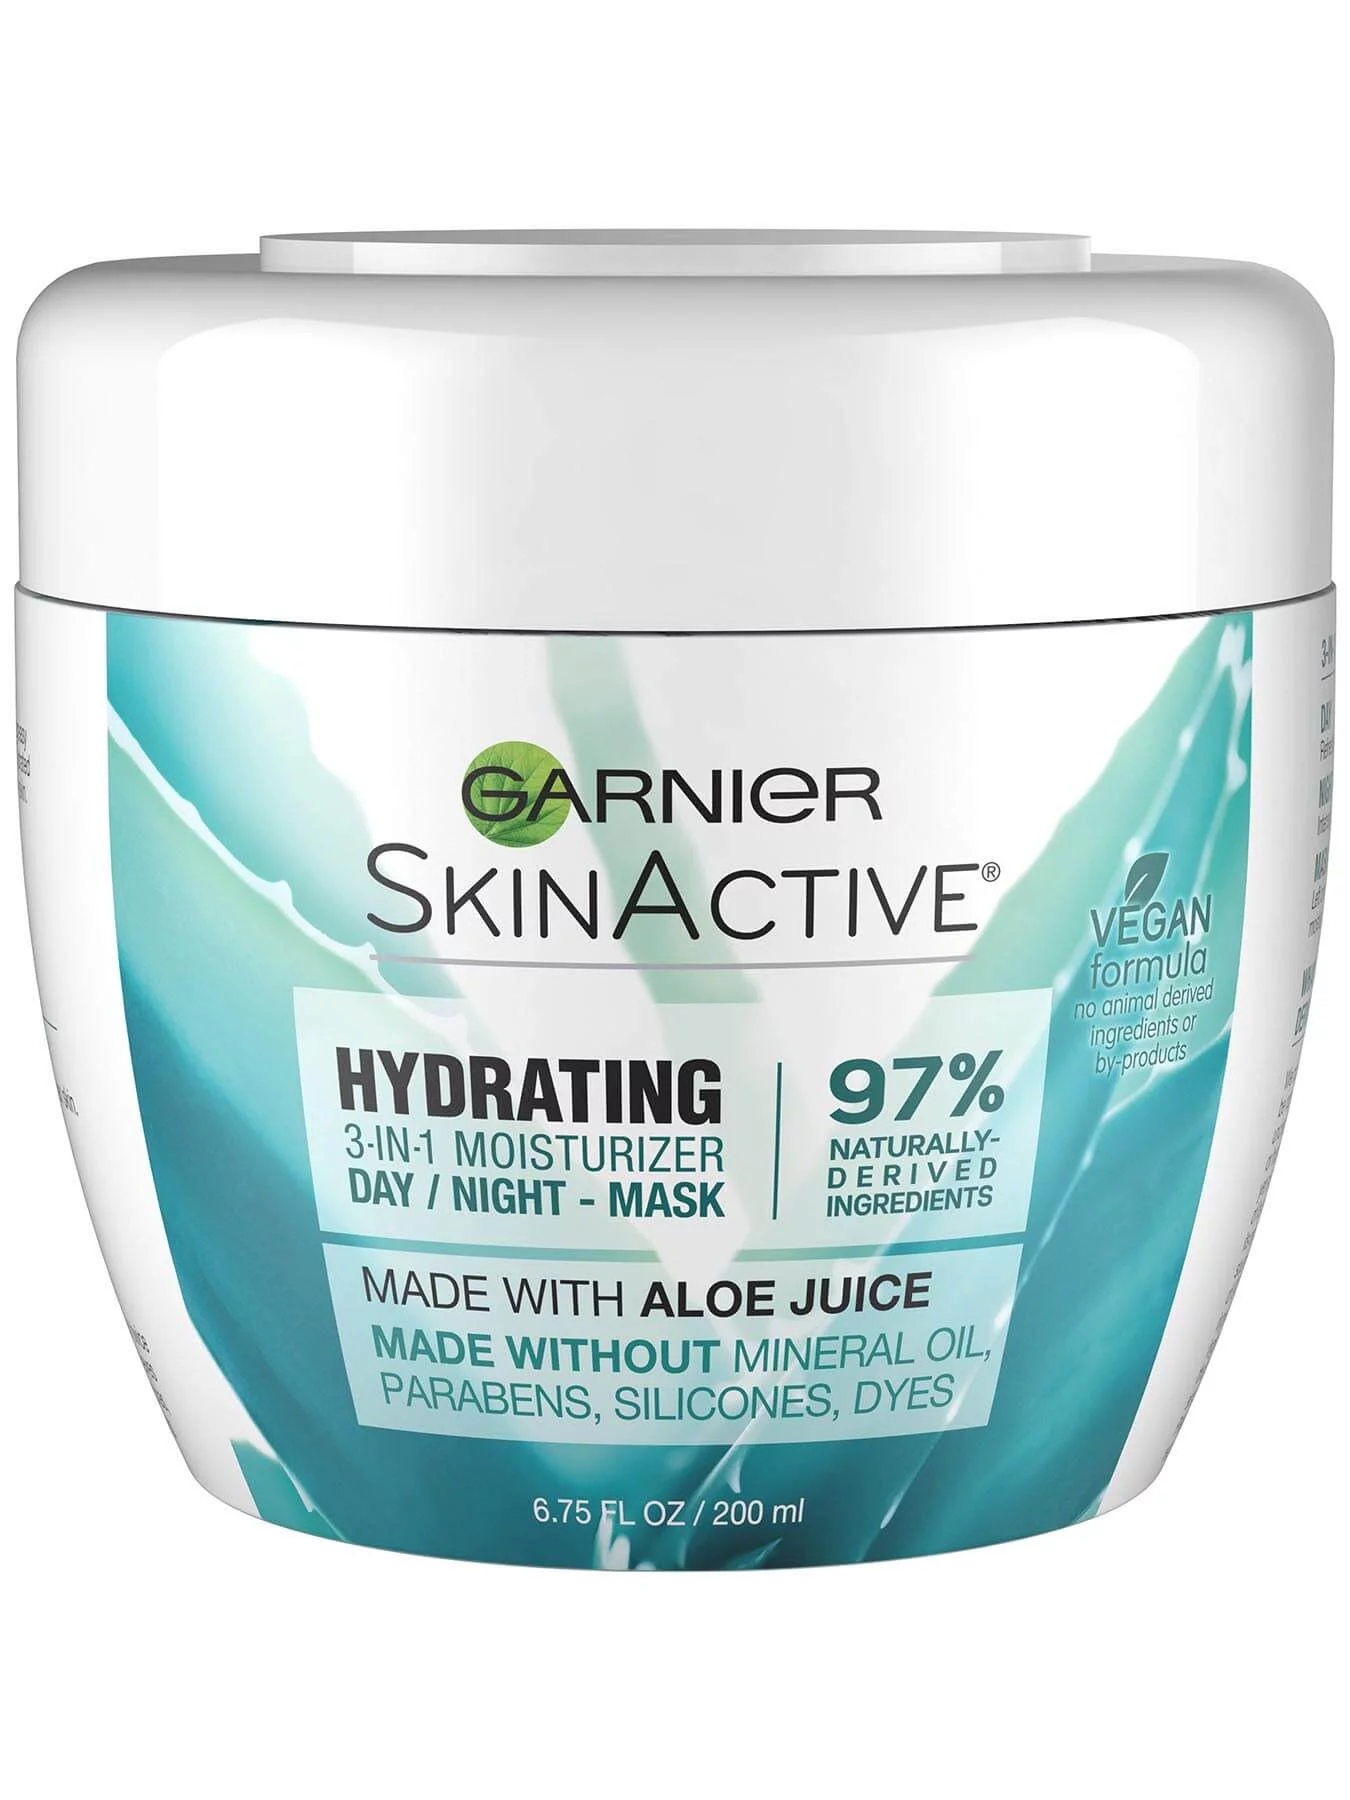 GARNIER
SKINACTIVE®
VEGAN
formula
no animal derived
ingredients or
by-products
HYDRATING
3-IN-1 MOISTURIZER
DAY / NIGHT - MASK
97%
NATURALLY-
DERIVED
INGREDIENTS
MADE WITH ALOE JUICE
MADE WITHOUT MINERAL OIL,
PARABENS, SILICONES, DYES
6.75 FL OZ / 200 ml